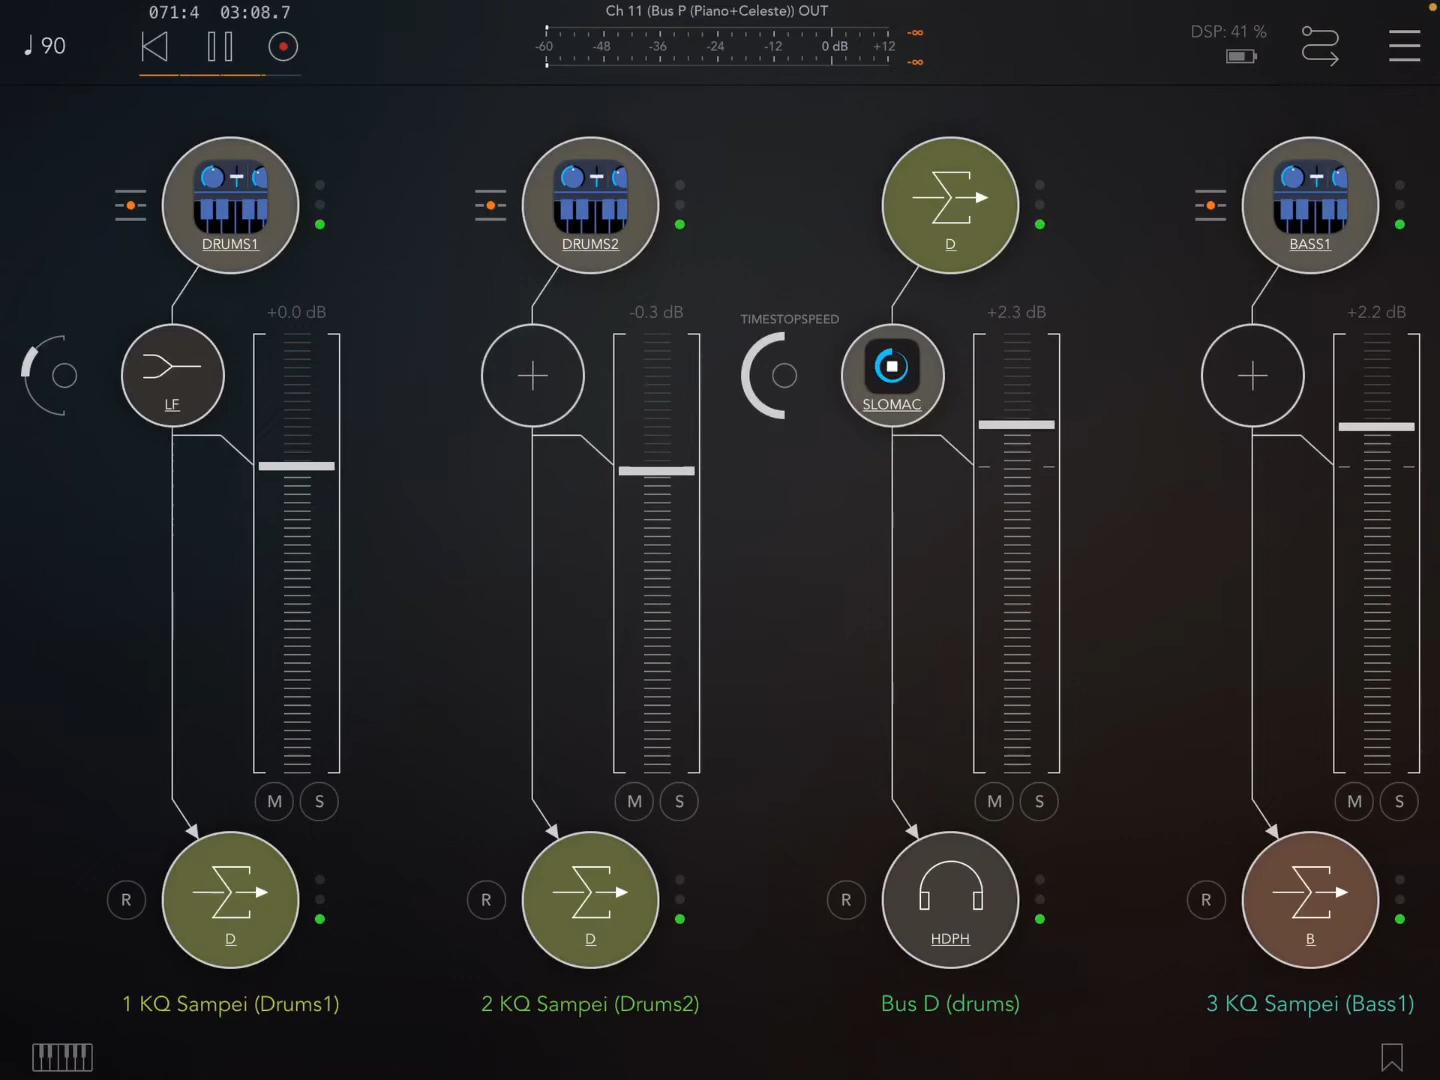 071:4 03:08.7
90
Ch 11 (Bus P (Piano+Celeste)) OUT
-60 -48 -36 -24 -12 0 dB +12
-∞
-∞
DSP: 41 %
DRUMS1
DRUMS2
D
BASS1
+0.0 dB
-0.3 dB
TIMESTOPSPEED
+2.3 dB
+2.2 dB
LF
SLOMAC
M S
M S
M S
M S
R
D
R
D
R
HDPH
R
B
1 KQ Sampei (Drums1)
2 KQ Sampei (Drums2)
Bus D (drums)
3 KQ Sampei (Bass1)